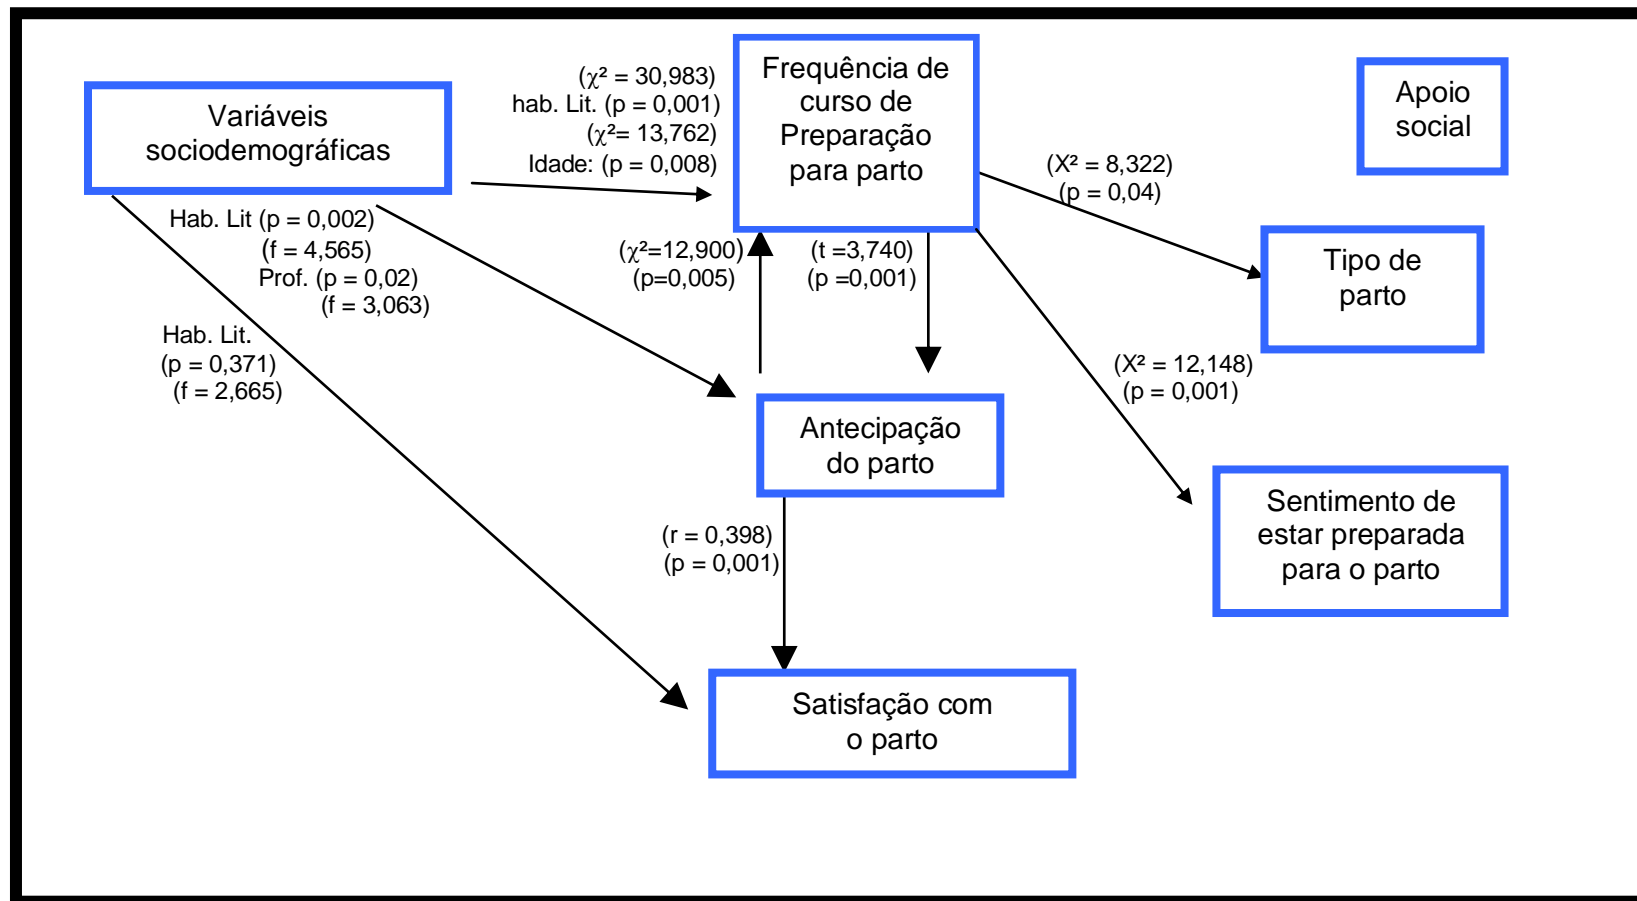 Variáveis
sociodemográficas
(χ² = 30,983)
hab. Lit. (p = 0,001)
(χ²= 13,762)
Idade: (p = 0,008)
Frequência de
curso de
Preparação
para parto
Apoio
social
(X² = 8,322)
(p = 0,04)
Hab. Lit (p = 0,002)
(f = 4,565)
Prof. (p = 0,02)
(f = 3,063)
(χ²=12,900)
(p=0,005)
(t =3,740)
(p =0,001)
Tipo de
parto
Hab. Lit.
(p = 0,371)
(f = 2,665)
(X² = 12,148)
(p = 0,001)
Antecipação
do parto
Sentimento de
estar preparada
para o parto
(r = 0,398)
(p = 0,001)
Satisfação com
o parto